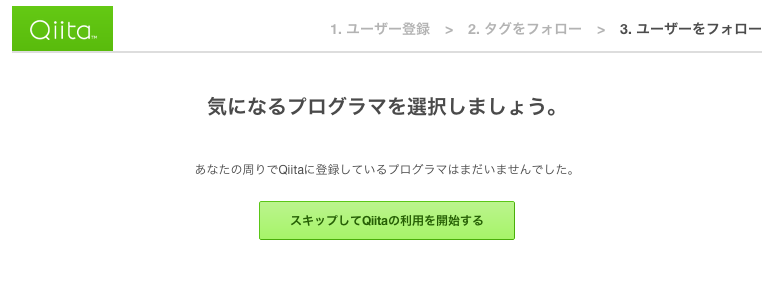 Qiita™
1. ユーザー登録 > 2. タグをフォロー > 3. ユーザーをフォロー
気になるプログラマを選択しましょう。
あなたの周りでQiitaに登録しているプログラマはまだいませんでした。
スキップしてQiitaの利用を開始する